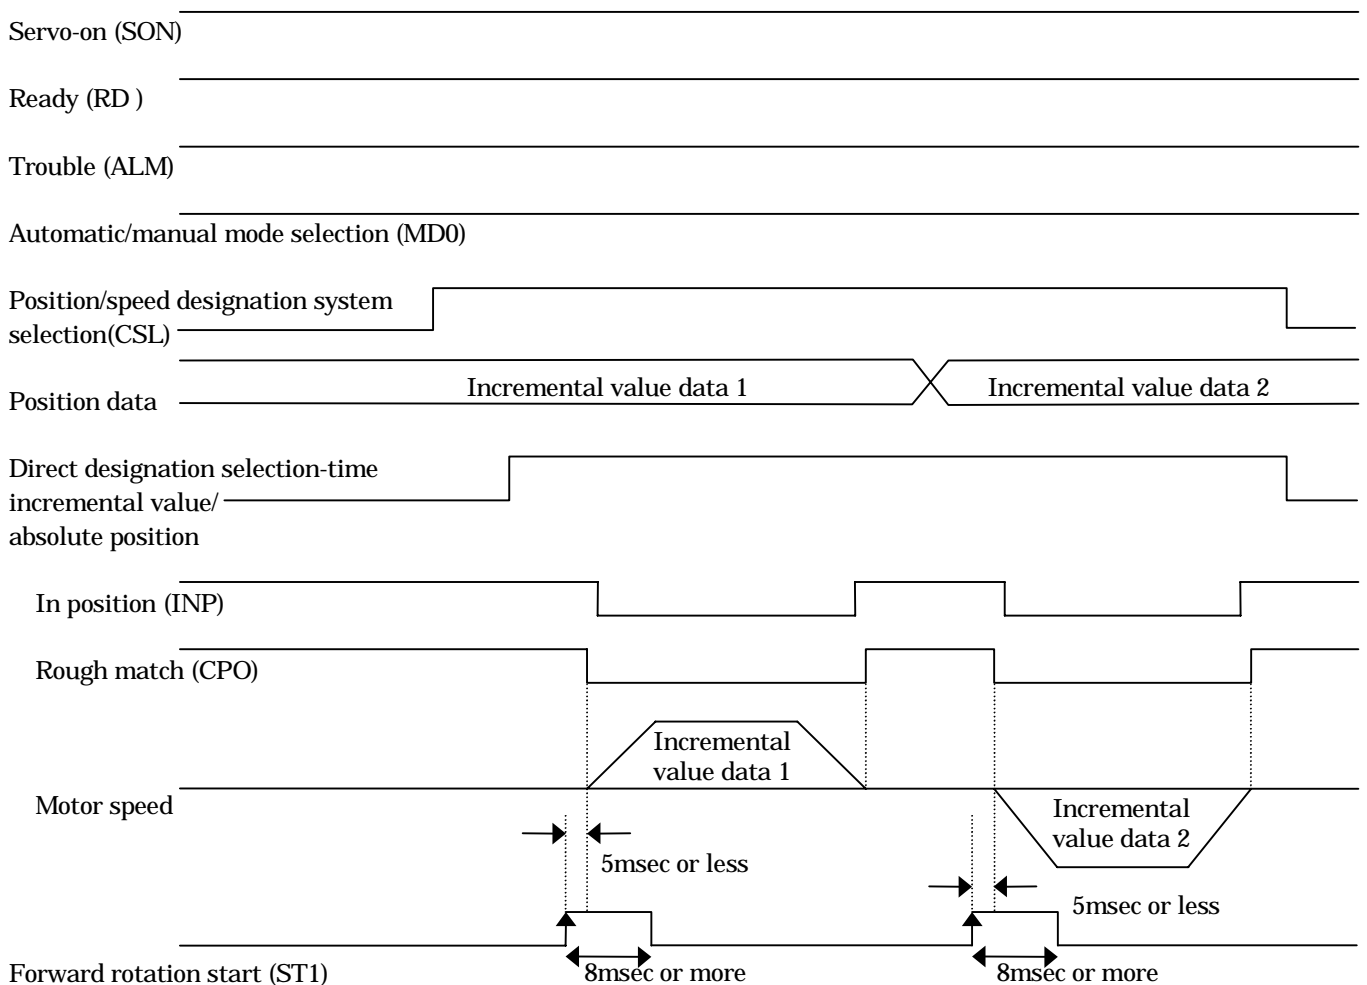 Servo-on (SON)
Ready (RD )
Trouble (ALM)
Automatic/manual mode selection (MD0)
Position/speed designation system
selection(CSL)
Position data
Incremental value data 1
Incremental value data 2
Direct designation selection-time
incremental value/
absolute position
In position (INP)
Rough match (CPO)
Incremental
value data 1
Motor speed
Incremental
value data 2
5msec or less
5msec or less
Forward rotation start (ST1)
8msec or more
8msec or more